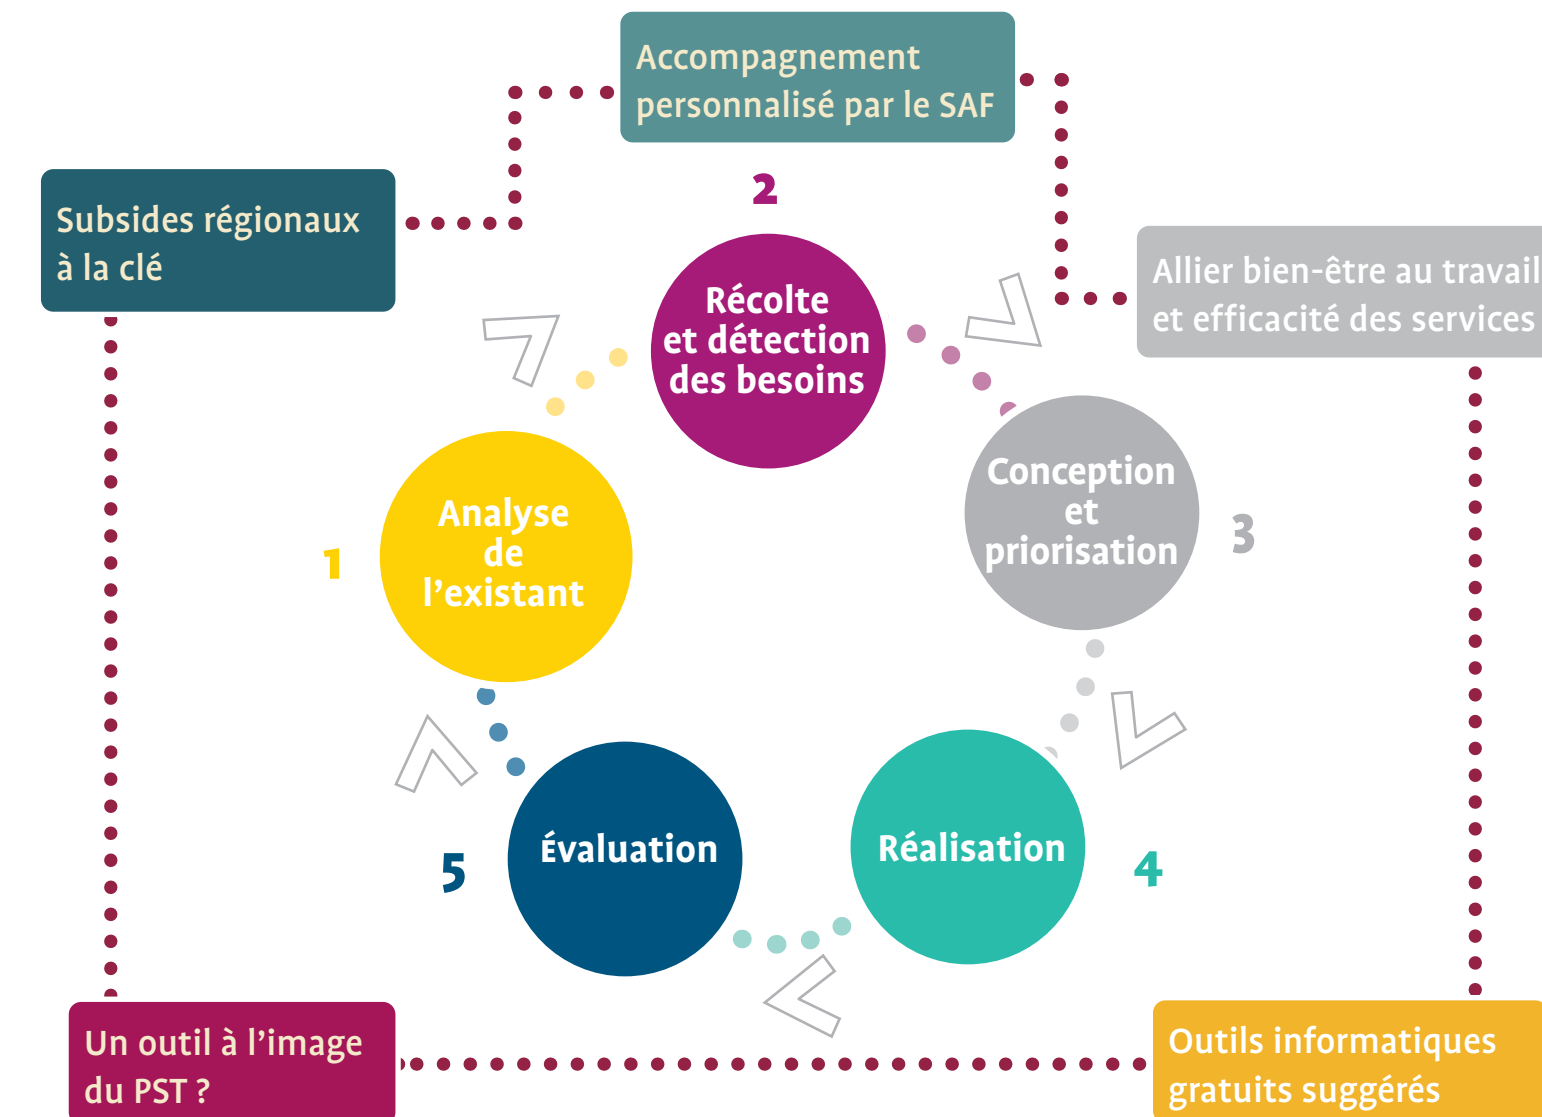 Accompagnement
personnalisé par le SAF
Subsides régionaux
à la clé
Allier bien-être au travail
et efficacité des services
2
Récolte
et détection
des besoins
1
Analyse
de
l’existant
Conception
et
priorisation
3
5
Évaluation
Réalisation
4
Un outil à l’image
du PST ?
Outils informatiques
gratuits suggérés